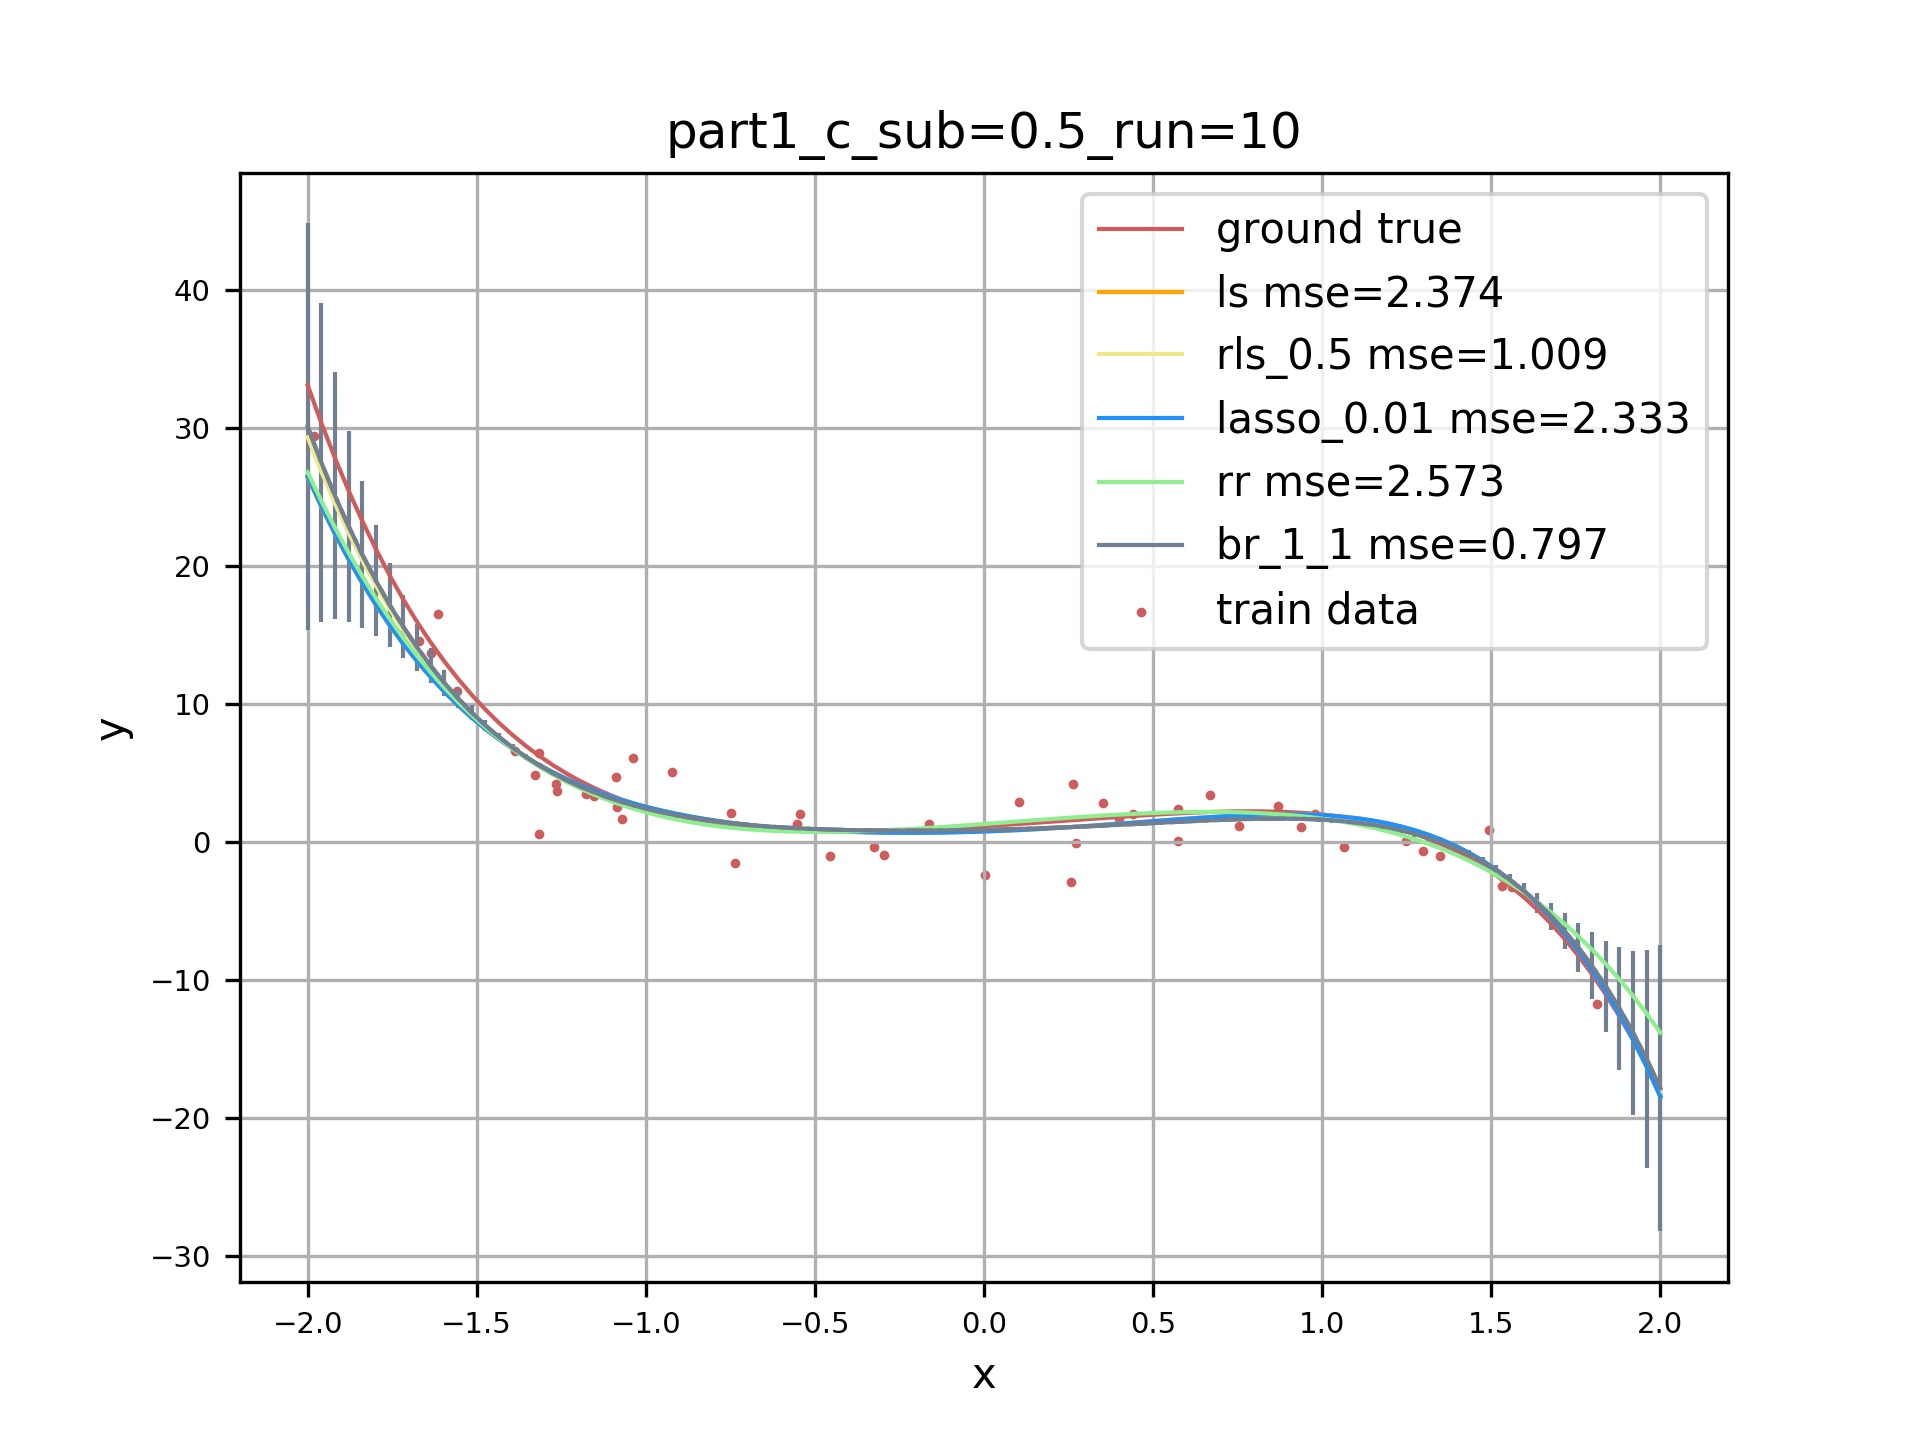 part1_c_sub=0.5_run=10
ground true
ls mse=2.374
rls_0.5 mse=1.009
lasso_0.01 mse=2.333
rr mse=2.573
br_1_1 mse=0.797
train data
y
40
30
20
10
0
−10
−20
−30
−2.0 −1.5 −1.0 −0.5 0.0 0.5 1.0 1.5 2.0
x